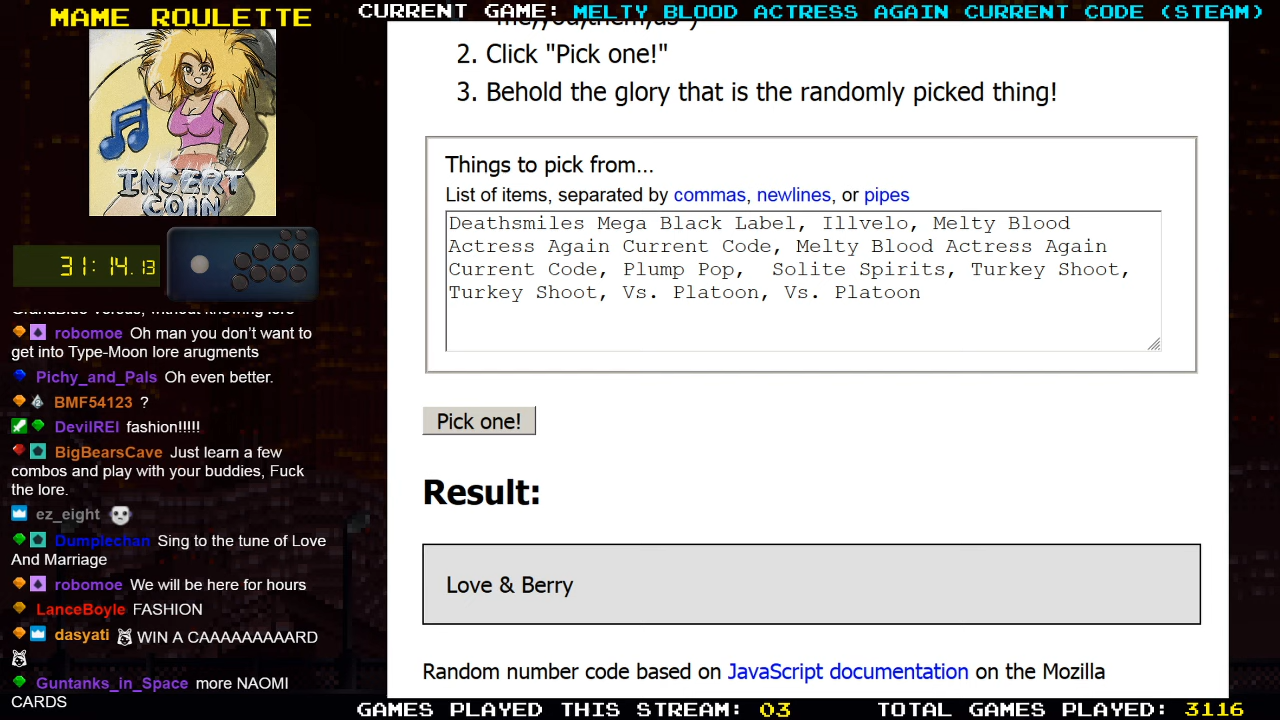 MAME ROULETTE
CURRENT GAME: MELTY BLOOD ACTRESS AGAIN CURRENT CODE (STEAM)
INSERT
COIN
31:14.13
robomoe Oh man you don't want to
get into Type-Moon lore arugments
Pichy_and_Pals Oh even better.
BMF54123 ?
DevilREI fashion!!!!!
BigBearsCave Just learn a few
combos and play with your buddies, Fuck
the lore.
ez_eight
Dumplechan Sing to the tune of Love
And Marriage
robomoe We will be here for hours
LanceBoyle FASHION
dasyati WIN A CAAAAAAAAARD
Guntanks_in_Space more NAOMI
CARDS
2. Click "Pick one!"
3. Behold the glory that is the randomly picked thing!
Things to pick from...
List of items, separated by commas, newlines, or pipes
Deathsmiles Mega Black Label, Illvelo, Melty Blood
Actress Again Current Code, Melty Blood Actress Again
Current Code, Plump Pop,  Solite Spirits, Turkey Shoot,
Turkey Shoot, Vs. Platoon, Vs. Platoon
Pick one!
Result:
Love & Berry
Random number code based on JavaScript documentation on the Mozilla
GAMES PLAYED THIS STREAM: 03
TOTAL GAMES PLAYED: 3116